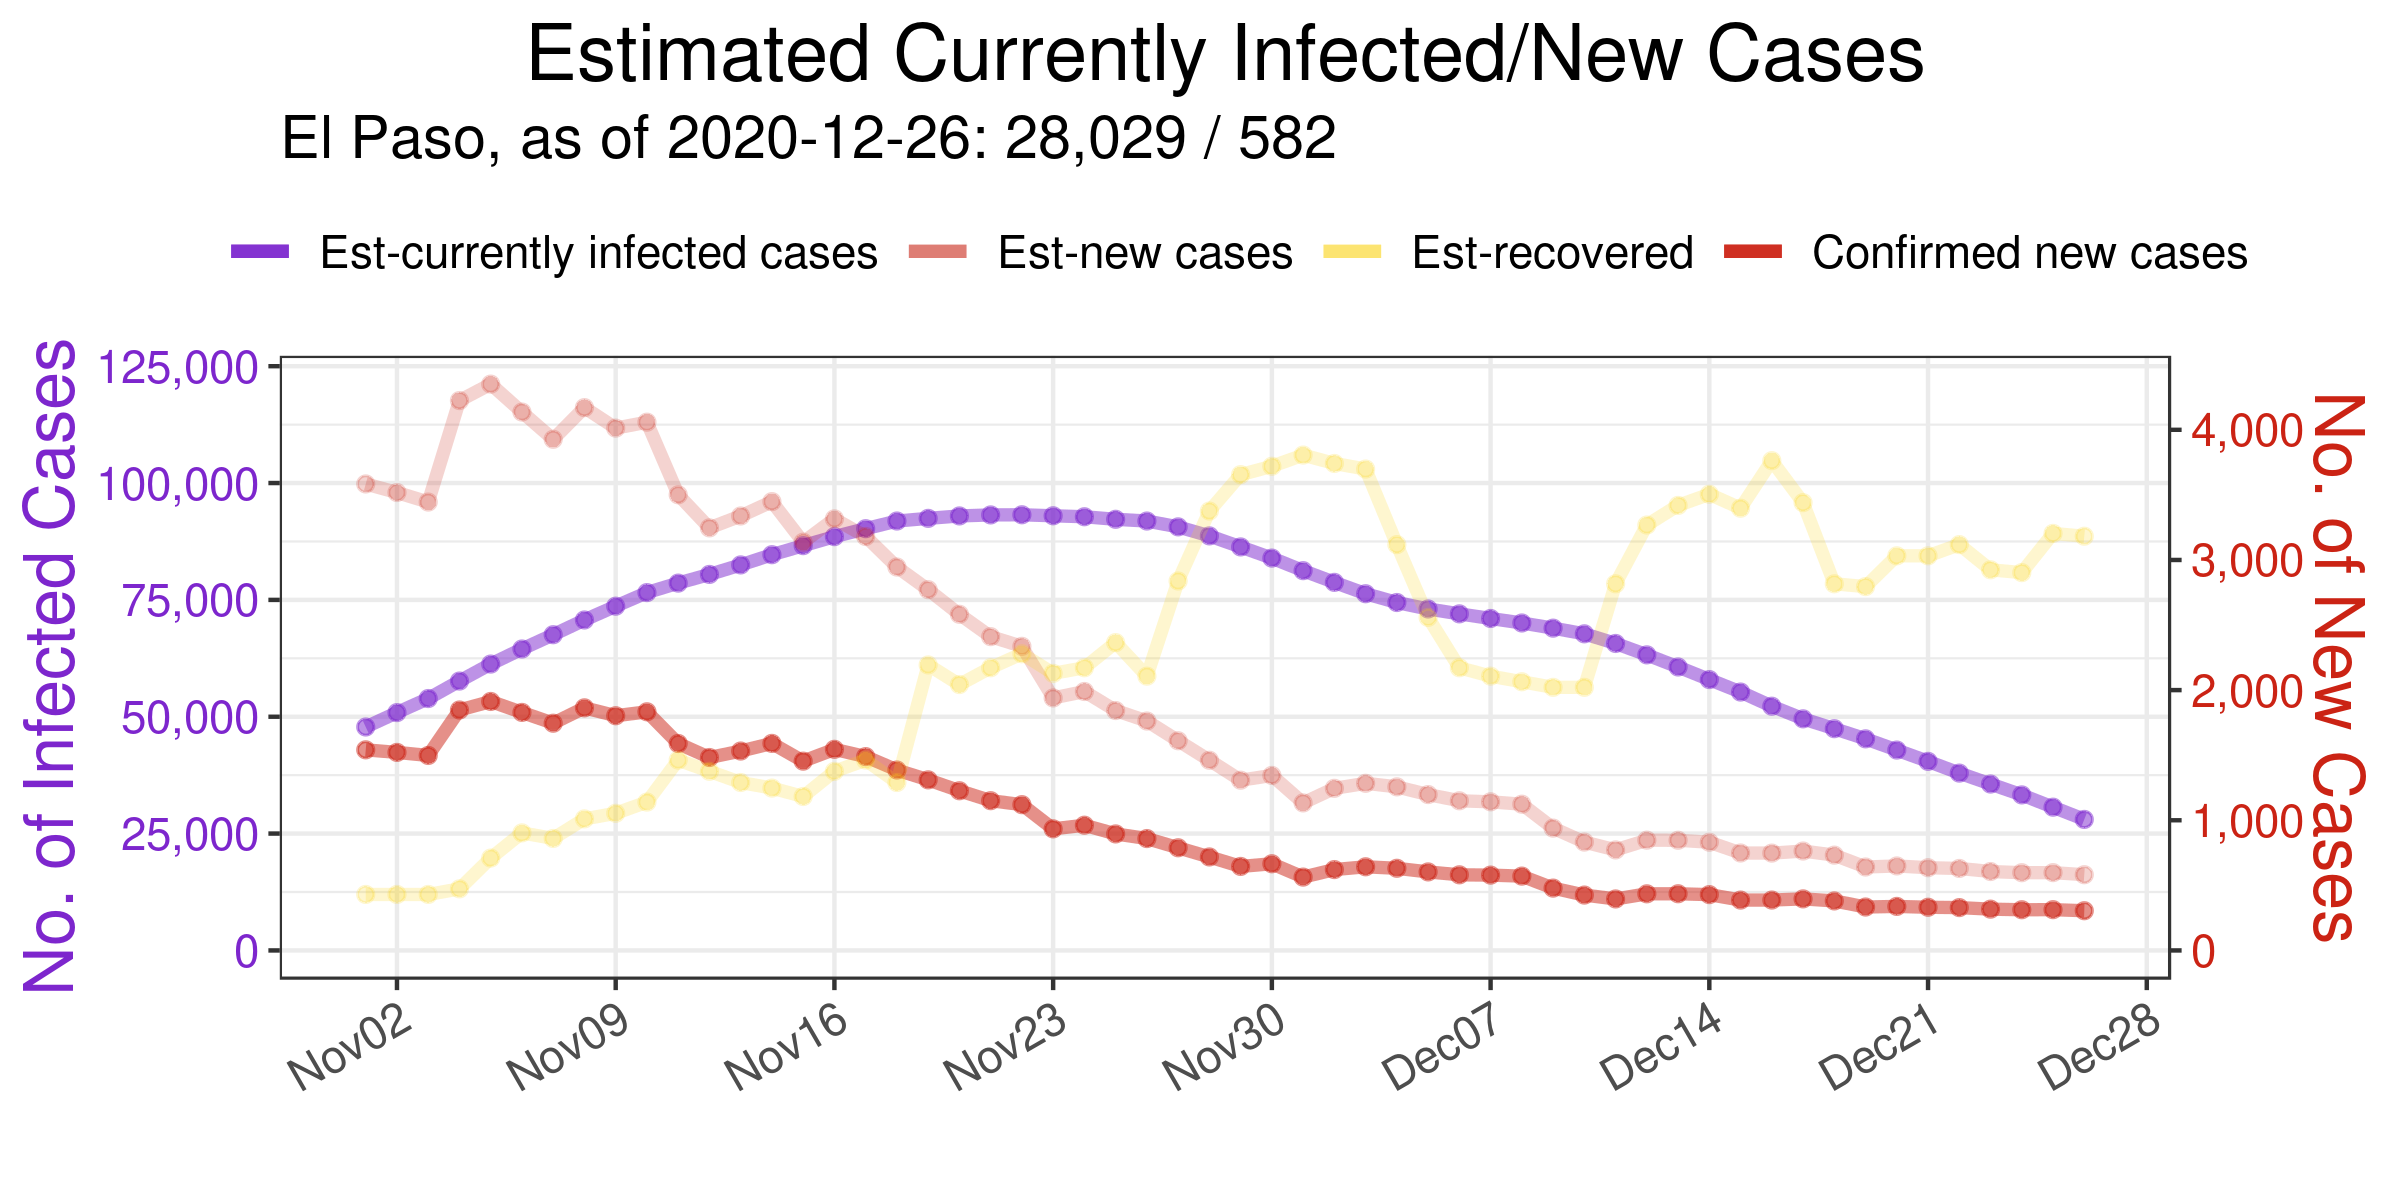 Estimated Currently Infected/New Cases
El Paso, as of 2020-12-26: 28,029 / 582
Est-currently infected cases Est-new cases Est-recovered Confirmed new cases
No. of Infected Cases
125,000
100,000
75,000
50,000
25,000
0
4,000
3,000
2,000
1,000
0
No. of New Cases
Nov02 Nov09 Nov16 Nov23 Nov30 Dec07 Dec14 Dec21 Dec28